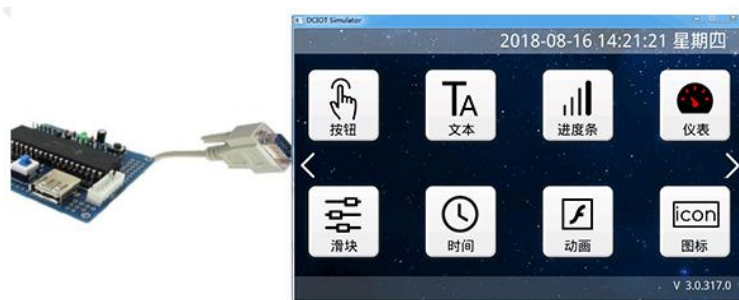 DCIOT Simulator
2018-08-16 14:21:21 星期四
按钮
文本
进度条
仪表
滑块
时间
动画
icon
图标
V 3.0.317.0